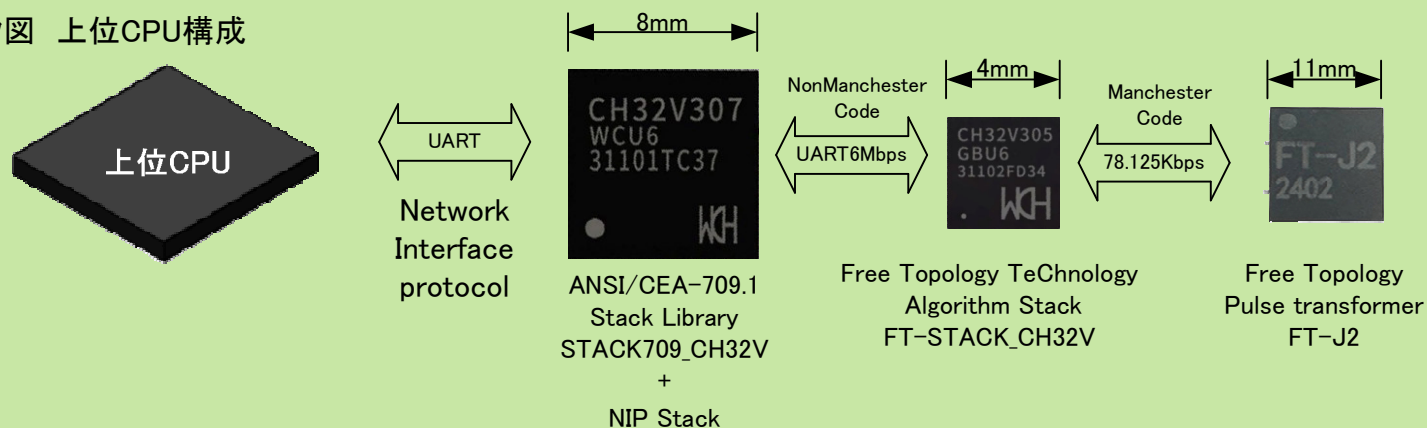 図 上位CPU構成
上位CPU
UART
Network
Interface
protocol
8mm
CH32V307
WCU6
31101TC37
WCH
ANSI/CEA-709.1
Stack Library
STACK709_CH32V
+
NIP Stack
NonManchester
Code
UART6Mbps
4mm
CH32V305
GBU6
31102FD34
WCH
Free Topology TeChnology
Algorithm Stack
FT-STACK_CH32V
Manchester
Code
78.125Kbps
11mm
FT-J2
2402
Free Topology
Pulse transformer
FT-J2